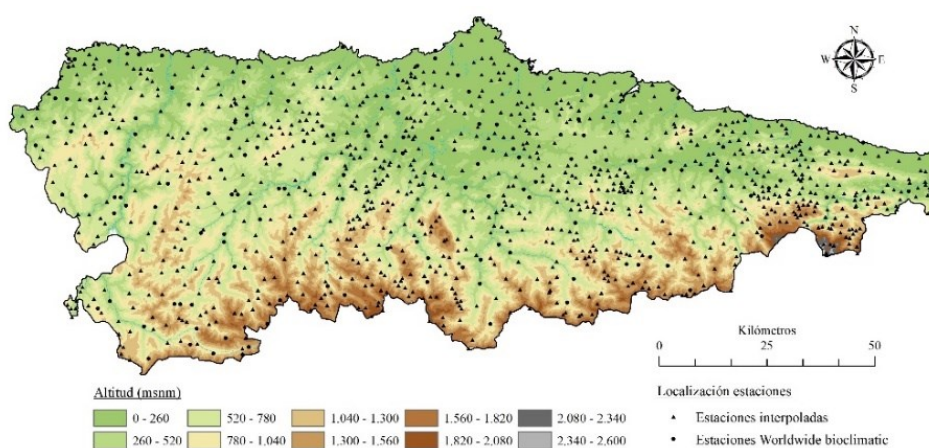 N
W E
S
Kilómetros
0 25 50
Altitud (msnm)
0 - 260
520 - 780
1.040 - 1.300
1.560 - 1.820
2.080 - 2.340
260 - 520
780 - 1.040
1.300 - 1.560
1.820 - 2.080
2.340 - 2.600
Localización estaciones
Estaciones interpoladas
Estaciones Worldwide bioclimatic